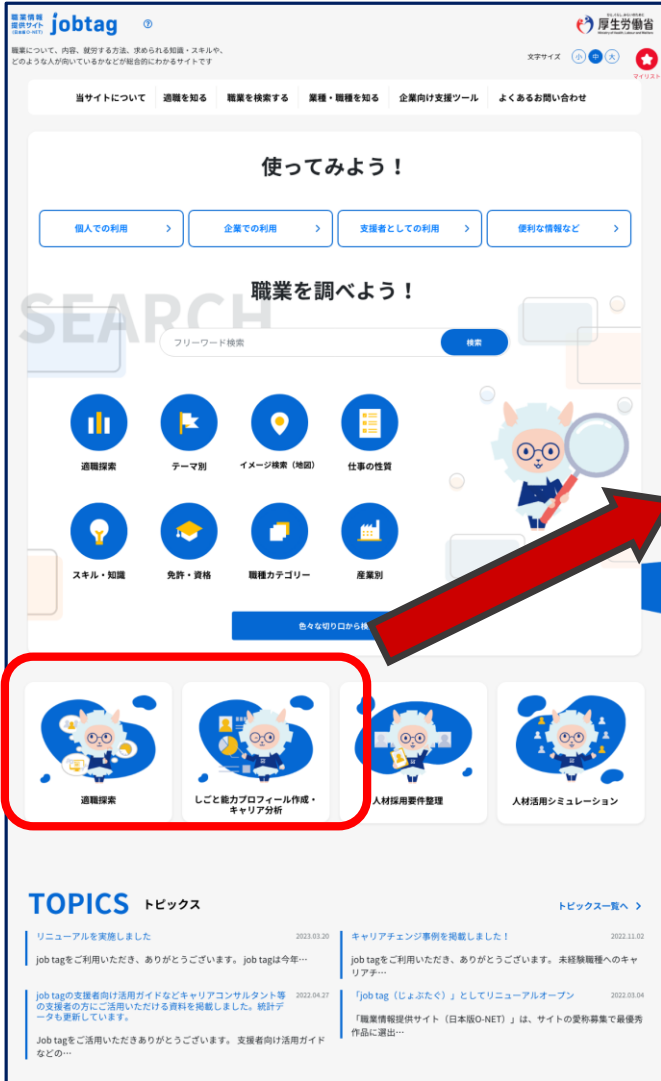 職業情報
提供サイト
(日本版O-NET)
jobtag
?
厚生労働省
Ministry of Health, Labour and Welfare
職業について、内容、就労する方法、求められる知識・スキルや、
どのような人が向いているかなどが総合的にわかるサイトです
文字サイズ 小 中 大
マイリスト
当サイトについて 適職を知る 職業を検索する 業種・職種を知る 企業向け支援ツール よくあるお問い合わせ
使ってみよう！
個人での利用 企業での利用 支援者としての利用 便利な情報など
職業を調べよう！
SEARCH
フリーワード検索 検索
適職探索 テーマ別 イメージ検索（地図） 仕事の性質
スキル・知識 免許・資格 職種カテゴリー 産業別
色々な切り口から検
適職探索
しごと能力プロフィール作成・
キャリア分析
人材採用要件整理
人材活用シミュレーション
TOPICS トピックス
トピックス一覧へ
リニューアルを実施しました 2023.03.20
job tagをご利用いただき、ありがとうございます。 job tagは今年…
キャリアチェンジ事例を掲載しました！ 2022.11.02
job tagをご利用いただき、ありがとうございます。 未経験職種へのキャ
リアチ…
job tagの支援者向け活用ガイドなどキャリアコンサルタント等 2022.04.27
の支援者の方にご活用いただける資料を掲載しました。統計デ
ータも更新しています。
Job tagをご活用いただきありがとうございます。 支援者向け活用ガイド
などの…
「job tag（じょぶたぐ）」としてリニューアルオープン 2022.03.04
「職業情報提供サイト（日本版O-NET）」は、サイトの愛称募集で最優秀
作品に選出…